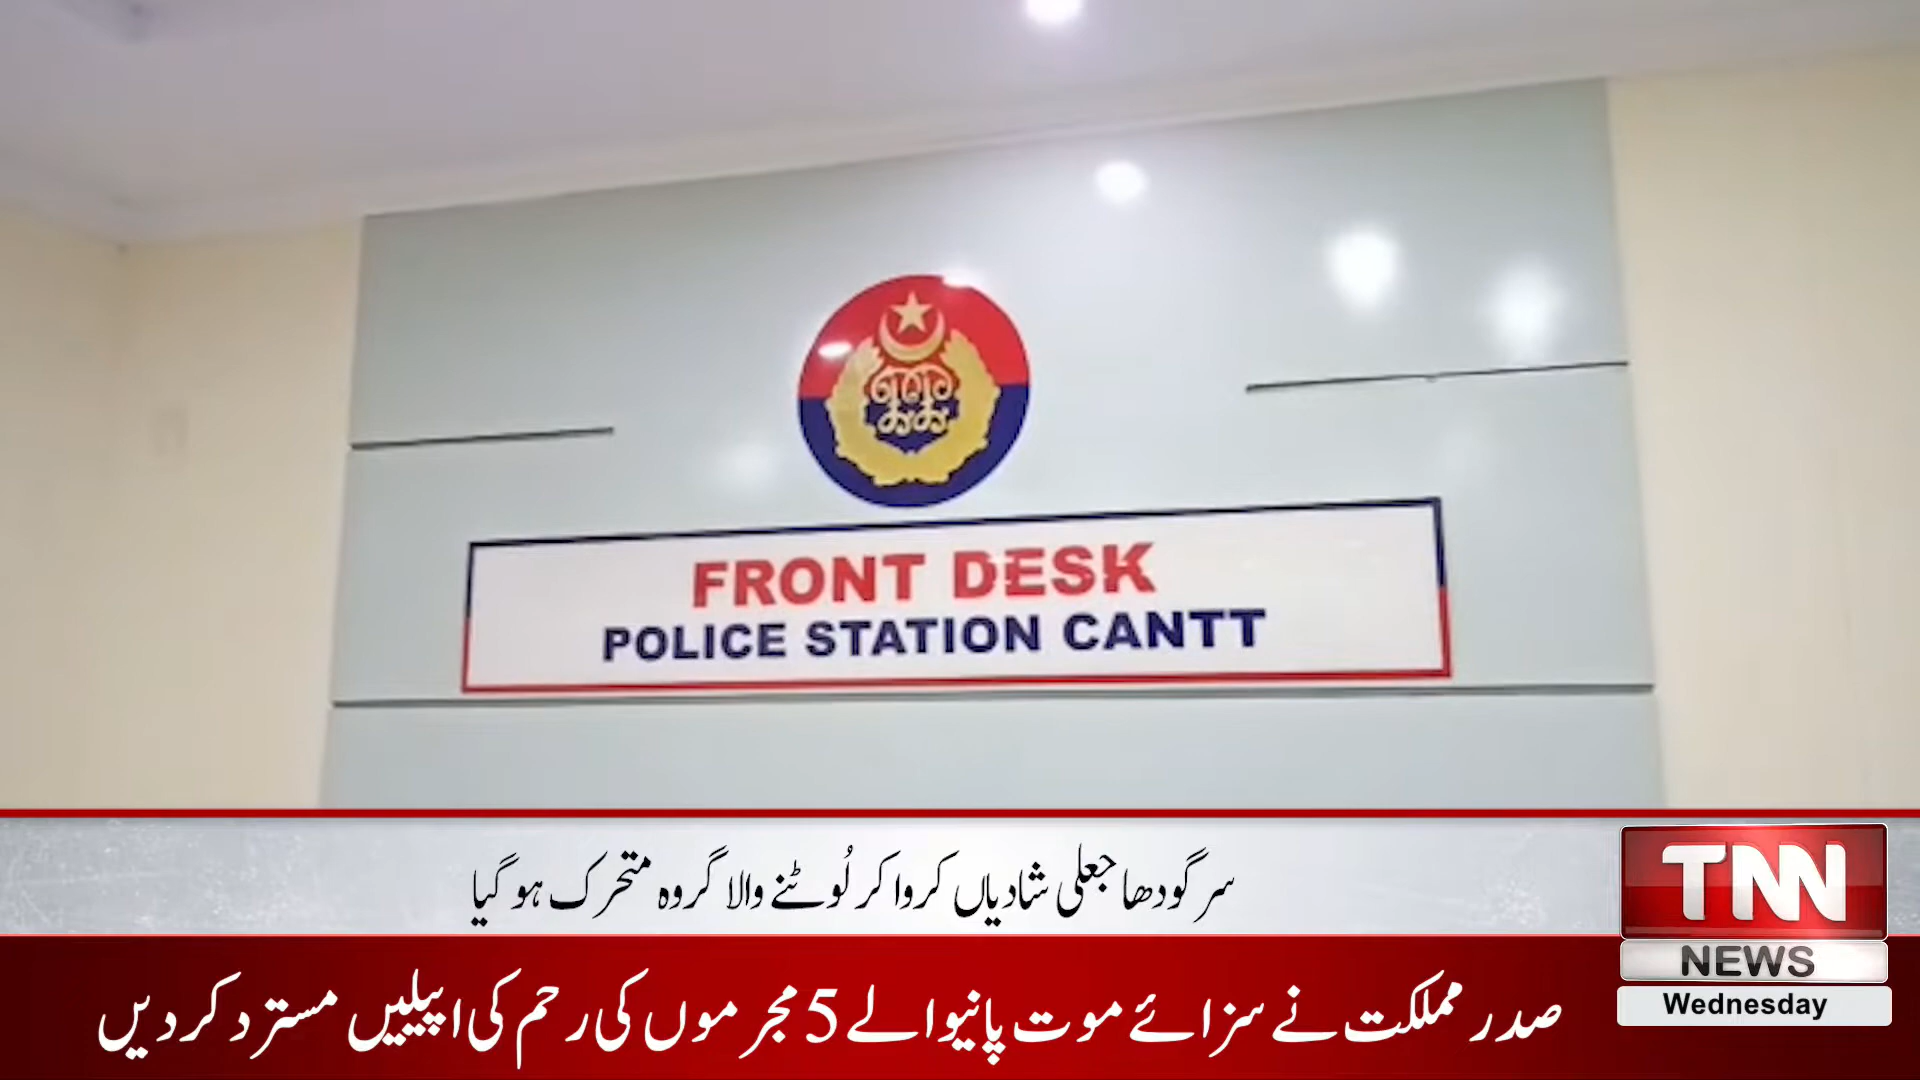 FRONT DESK
POLICE STATION CANTT
سرگودھا جعلی شادیاں کروا کر لُوٹنے والا گروہ متحرک ہو گیا
صدر مملکت نے سزائے موت پانیوالے 5 مجرموں کی رحم کی اپیلیں مسترد کر دیں
TNN
NEWS
Wednesday